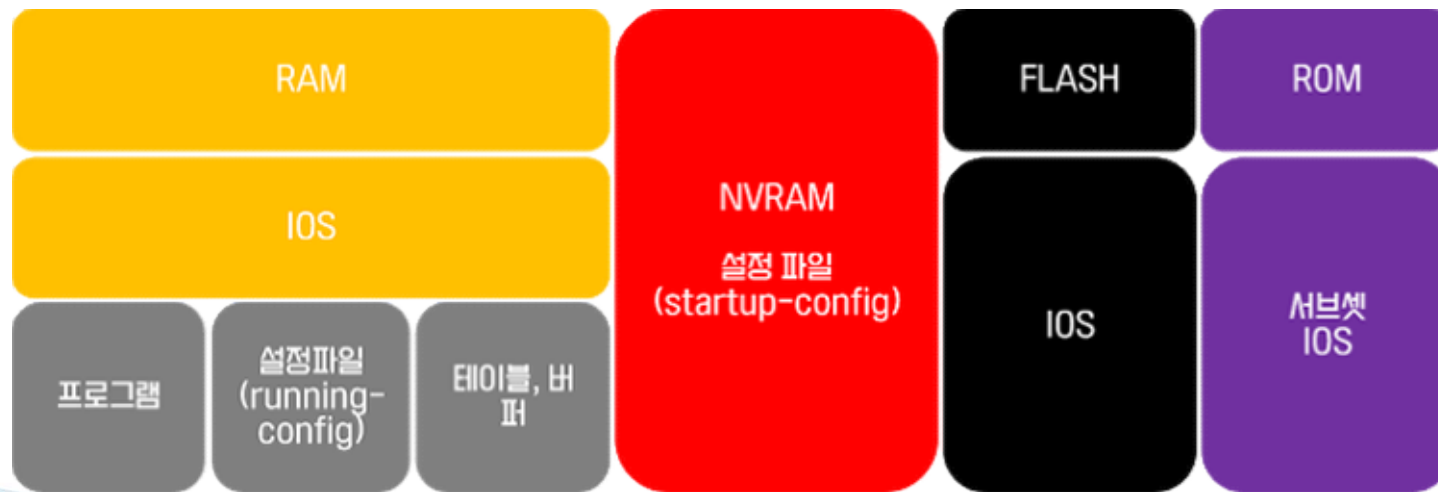 RAM
IOS
프로그램
설정파일
(running-
config)
테이블, 버
퍼
NVRAM
설정 파일
(startup-config)
FLASH
IOS
ROM
서브셋
IOS